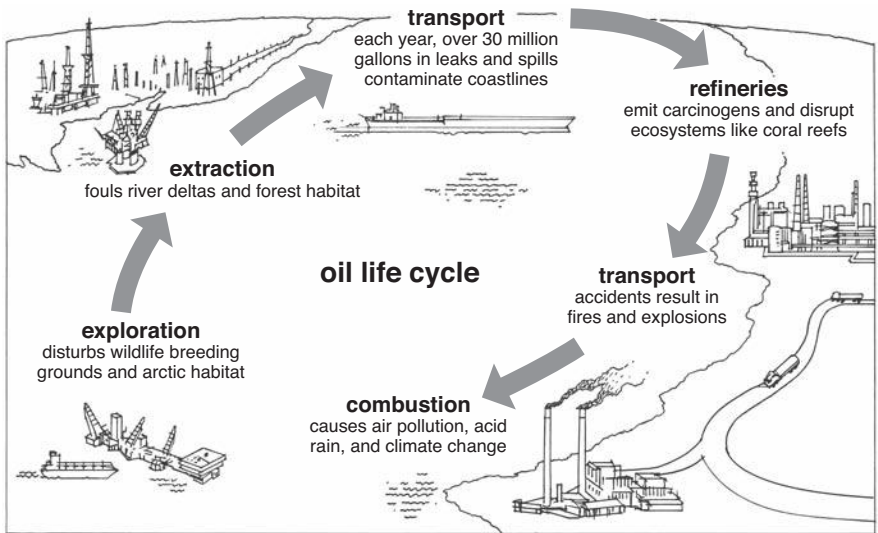 transport
each year, over 30 million
gallons in leaks and spills
contaminate coastlines
refineries
emit carcinogens and disrupt
ecosystems like coral reefs
extraction
fouls river deltas and forest habitat
oil life cycle
transport
accidents result in
fires and explosions
exploration
disturbs wildlife breeding
grounds and arctic habitat
combustion
causes air pollution, acid
rain, and climate change